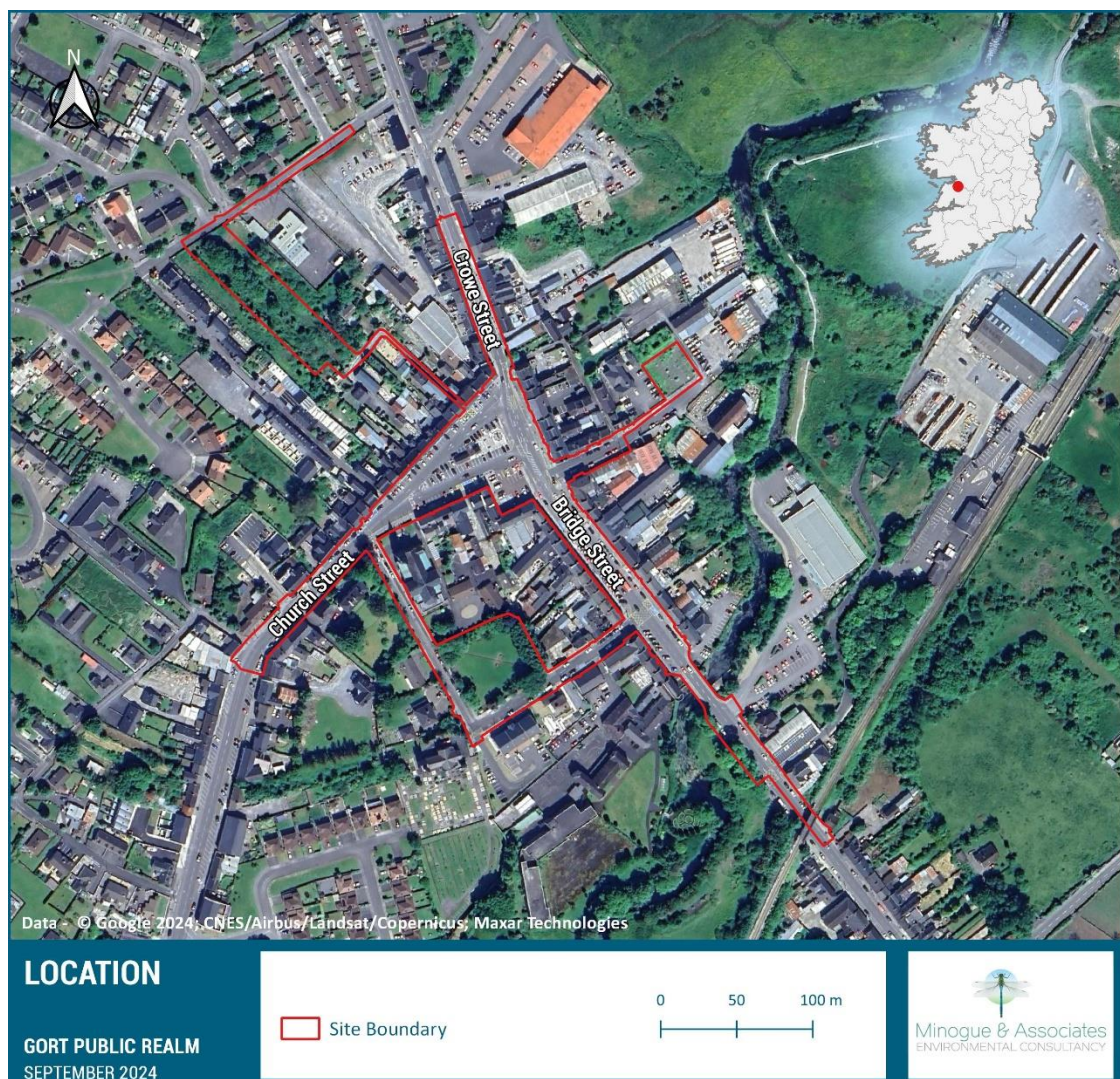 N
Crowe Street
Bridge Street
Church Street
Data - © Google 2024; CNES/Airbus/Landsat/Copernicus; Maxar Technologies
LOCATION
GORT PUBLIC REALM
SEPTEMBER 2024
Site Boundary
0 50 100 m
Minogue & Associates
ENVIRONMENTAL CONSULTANCY